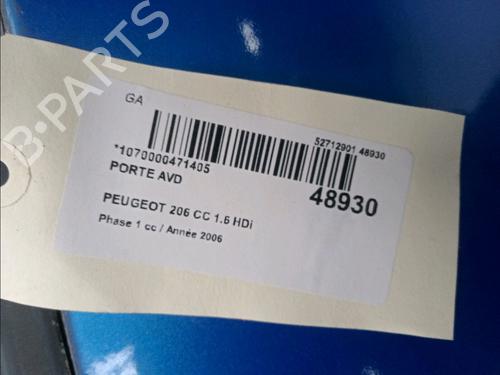 B-PARTS
GA
52712901 48930
*1070000471405
48930
PORTE AVD
PEUGEOT 206 CC 1.6 HDi
Phase 1 cc / Année 2006